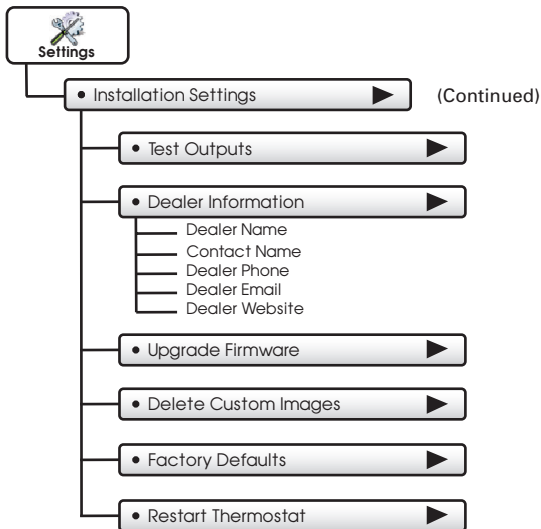 Settings
• Installation Settings (Continued)
• Test Outputs
• Dealer Information
Dealer Name
Contact Name
Dealer Phone
Dealer Email
Dealer Website
• Upgrade Firmware
• Delete Custom Images
• Factory Defaults
• Restart Thermostat